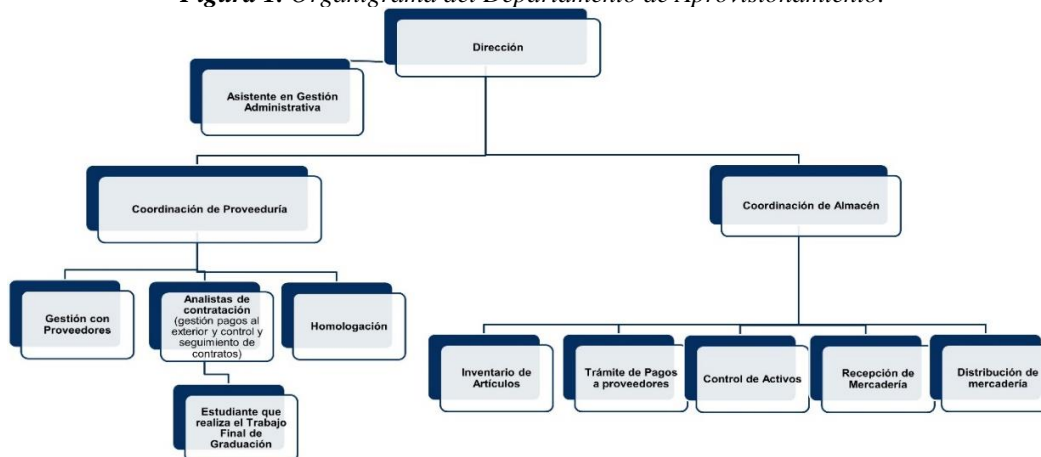 Figura 1. Organigrama del Departamento de Aprovisionamiento.
Dirección
Asistente en Gestión
Administrativa
Coordinación de Proveeduría
Coordinación de Almacén
Gestión con
Proveedores
Analistas de
contratación
(gestión pagos al
exterior y control y
seguimiento de
contratos)
Homologación
Estudiante que
realiza el Trabajo
Final de
Graduación
Inventario de
Artículos
Trámite de Pagos
a proveedores
Control de Activos
Recepción de
Mercadería
Distribución de
mercadería